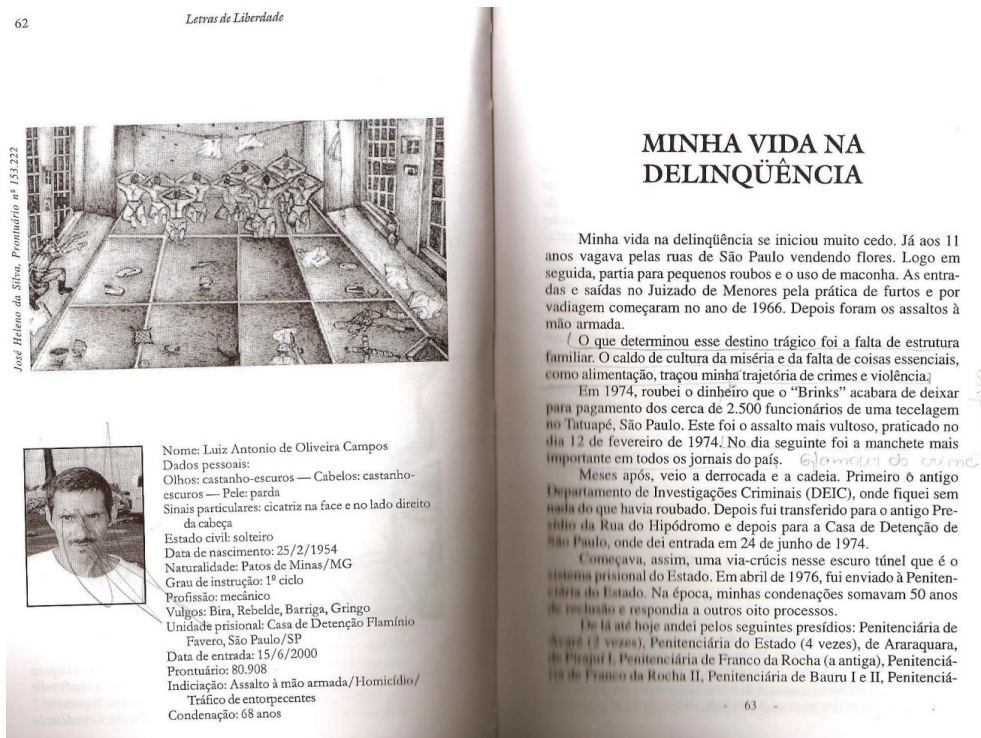 62
Letras de Liberdade
José Heleno da Silva, Prontuário nº 153.222
Nome: Luiz Antonio de Oliveira Campos
Dados pessoais:
Olhos: castanho-escuros — Cabelos: castanho-
escuros — Pele: parda
Sinais particulares: cicatriz na face e no lado direito
da cabeça
Estado civil: solteiro
Data de nascimento: 25/2/1954
Naturalidade: Patos de Minas/MG
Grau de instrução: 1º ciclo
Profissão: mecânico
Vulgos: Bira, Rebelde, Barriga, Gringo
Unidade prisional: Casa de Detenção Flamínio
Favero, São Paulo/SP
Data de entrada: 15/6/2000
Prontuário: 80.908
Indiciação: Assalto à mão armada/Homicídio/
Tráfico de entorpecentes
Condenação: 68 anos
MINHA VIDA NA
DELINQÜÊNCIA
Minha vida na delinqüência se iniciou muito cedo. Já aos 11
anos vagava pelas ruas de São Paulo vendendo flores. Logo em
seguida, partia para pequenos roubos e o uso de maconha. As entra-
das e saídas no Juizado de Menores pela prática de furtos e por
vadiagem começaram no ano de 1966. Depois foram os assaltos à
mão armada.
O que determinou esse destino trágico foi a falta de estrutura
familiar. O caldo de cultura da miséria e da falta de coisas essenciais,
como alimentação, traçou minha trajetória de crimes e violência.
Em 1974, roubei o dinheiro que o "Brinks" acabara de deixar
para pagamento dos cerca de 2.500 funcionários de uma tecelagem
no Tatuapé, São Paulo. Este foi o assalto mais vultoso, praticado no
dia 12 de fevereiro de 1974. No dia seguinte foi a manchete mais
importante em todos os jornais do país. Glamour do crime
Meses após, veio a derrocada e a cadeia. Primeiro o antigo
Departamento de Investigações Criminais (DEIC), onde fiquei sem
nada do que havia roubado. Depois fui transferido para o antigo Pre-
sídio da Rua do Hipódromo e depois para a Casa de Detenção de
São Paulo, onde dei entrada em 24 de junho de 1974.
Começava, assim, uma via-crúcis nesse escuro túnel que é o
sistema prisional do Estado. Em abril de 1976, fui enviado à Peniten-
ciária do Estado. Na época, minhas condenações somavam 50 anos
de reclusão e respondia a outros oito processos.
De lá até hoje andei pelos seguintes presídios: Penitenciária de
Avaré (2 vezes), Penitenciária do Estado (4 vezes), de Araraquara,
de Pirajuí I, Penitenciária de Franco da Rocha (a antiga), Penitenciá-
ria de Franco da Rocha II, Penitenciária de Bauru I e II, Penitenciá-
63